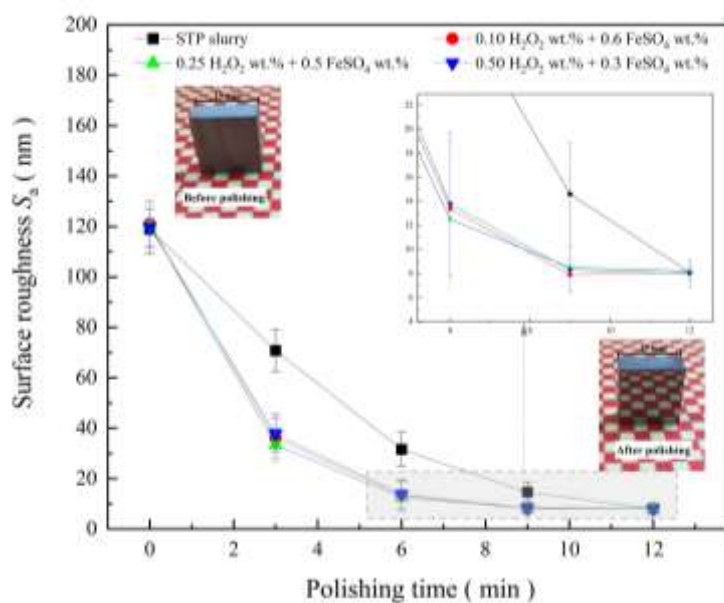 STP slurry
0.10 H₂O₂ wt.% + 0.6 FeSO₄ wt.%
0.25 H₂O₂ wt.% + 0.5 FeSO₄ wt.%
0.50 H₂O₂ wt.% + 0.3 FeSO₄ wt.%
Before polishing
After polishing
Surface roughness Sₐ ( nm )
200
180
160
140
120
100
80
60
40
20
0
0
2
4
6
8
10
12
Polishing time ( min )